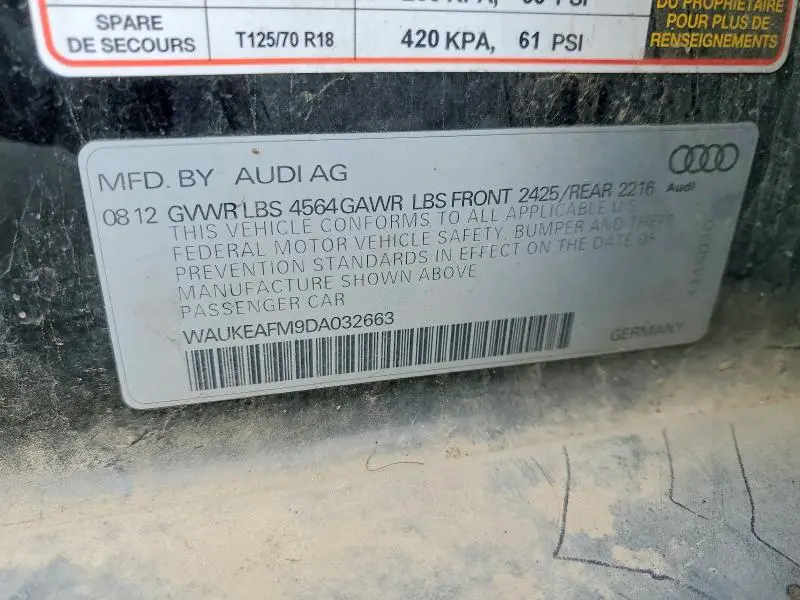 SPARE
DE SECOURS
T125/70 R18
420 KPA, 61 PSI
DU PROPRIÉTAIRE
POUR PLUS DE
RENSEIGNEMENTS
MFD. BY AUDI AG
Audi
08 12 GVWR LBS 4564 GAWR LBS FRONT 2425/REAR 2216
THIS VEHICLE CONFORMS TO ALL APPLICABLE U.S.
FEDERAL MOTOR VEHICLE SAFETY, BUMPER AND THEFT
PREVENTION STANDARDS IN EFFECT ON THE DATE OF
MANUFACTURE SHOWN ABOVE
PASSENGER CAR
WAUKEAFM9DA032663
GERMANY